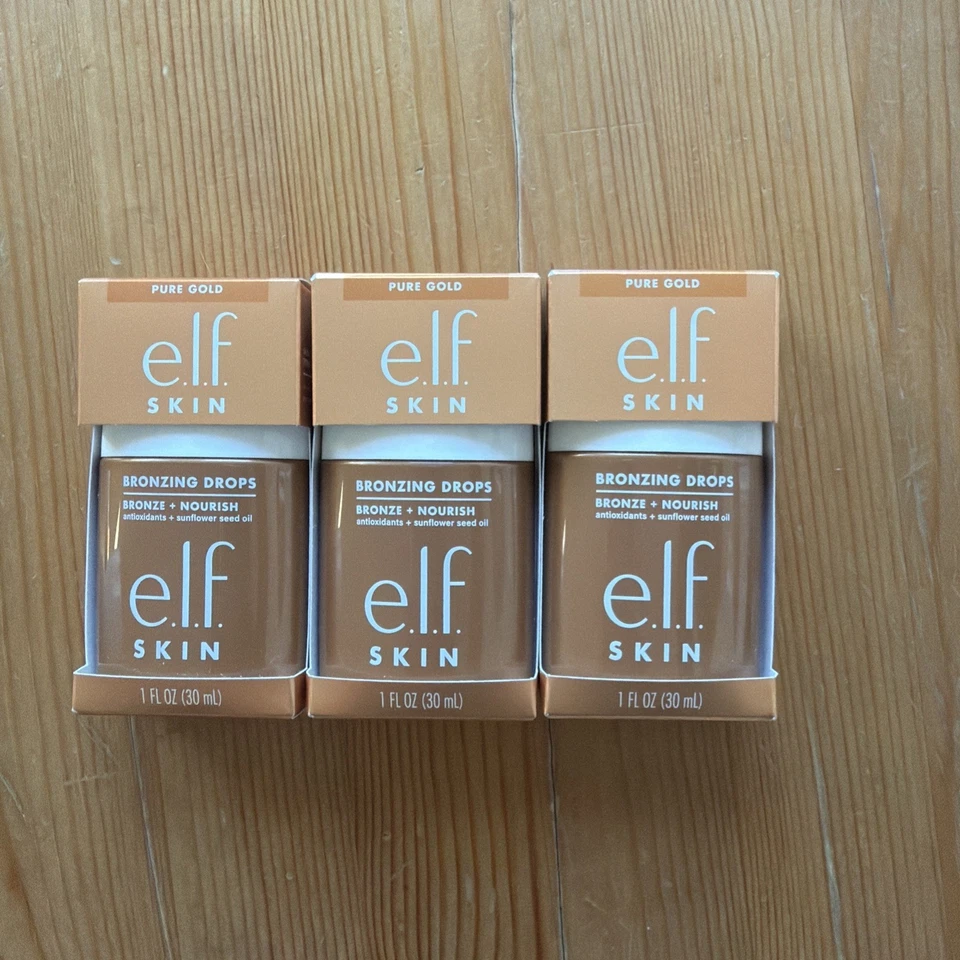 PURE GOLD
e.l.f.
SKIN
BRONZING DROPS
BRONZE + NOURISH
antioxidants + sunflower seed oil
e.l.f.
SKIN
1 FL OZ (30 mL)
PURE GOLD
e.l.f.
SKIN
BRONZING DROPS
BRONZE + NOURISH
antioxidants + sunflower seed oil
e.l.f.
SKIN
1 FL OZ (30 mL)
PURE GOLD
e.l.f.
SKIN
BRONZING DROPS
BRONZE + NOURISH
antioxidants + sunflower seed oil
e.l.f.
SKIN
1 FL OZ (30 mL)